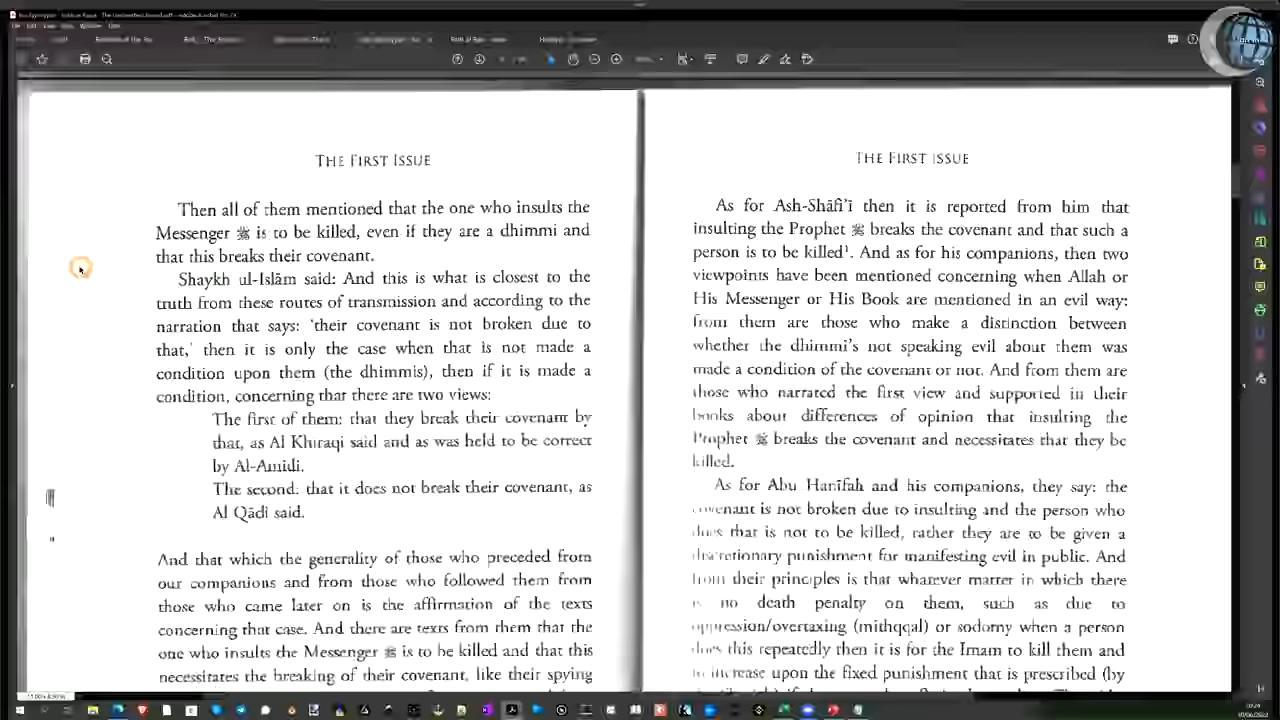 THE FIRST ISSUE
Then all of them mentioned that the one who insults the
Messenger ﷺ is to be killed, even if they are a dhimmi and
that this breaks their covenant.
Shaykh ul-Islām said: And this is what is closest to the
truth from these routes of transmission and according to the
narration that says: 'their covenant is not broken due to
that,' then it is only the case when that is not made a
condition upon them (the dhimmis), then if it is made a
condition, concerning that there are two views:
The first of them: that they break their covenant by
that, as Al Khiraqi said and as was held to be correct
by Al-Amidi.
The second: that it does not break their covenant, as
Al Qādi said.
And that which the generality of those who preceded from
our companions and from those who followed them from
those who came later on is the affirmation of the texts
concerning that case. And there are texts from them that the
one who insults the Messenger ﷺ is to be killed and that this
necessitates the breaking of their covenant, like their spying
THE FIRST ISSUE
As for Ash-Shāfi'ī then it is reported from him that
insulting the Prophet ﷺ breaks the covenant and that such a
person is to be killed¹. And as for his companions, then two
viewpoints have been mentioned concerning when Allah or
His Messenger or His Book are mentioned in an evil way:
from them are those who make a distinction between
whether the dhimmi's not speaking evil about them was
made a condition of the covenant or not. And from them are
those who narrated the first view and supported in their
books about differences of opinion that insulting the
Prophet ﷺ breaks the covenant and necessitates that they be
killed.
As for Abu Hanīfah and his companions, they say: the
covenant is not broken due to insulting and the person who
does that is not to be killed, rather they are to be given a
discretionary punishment for manifesting evil in public. And
from their principles is that whatever matter in which there
is no death penalty on them, such as due to
oppression/overtaxing (mithqqal) or sodomy when a person
does this repeatedly then it is for the Imam to kill them and
to increase upon the fixed punishment that is prescribed (by